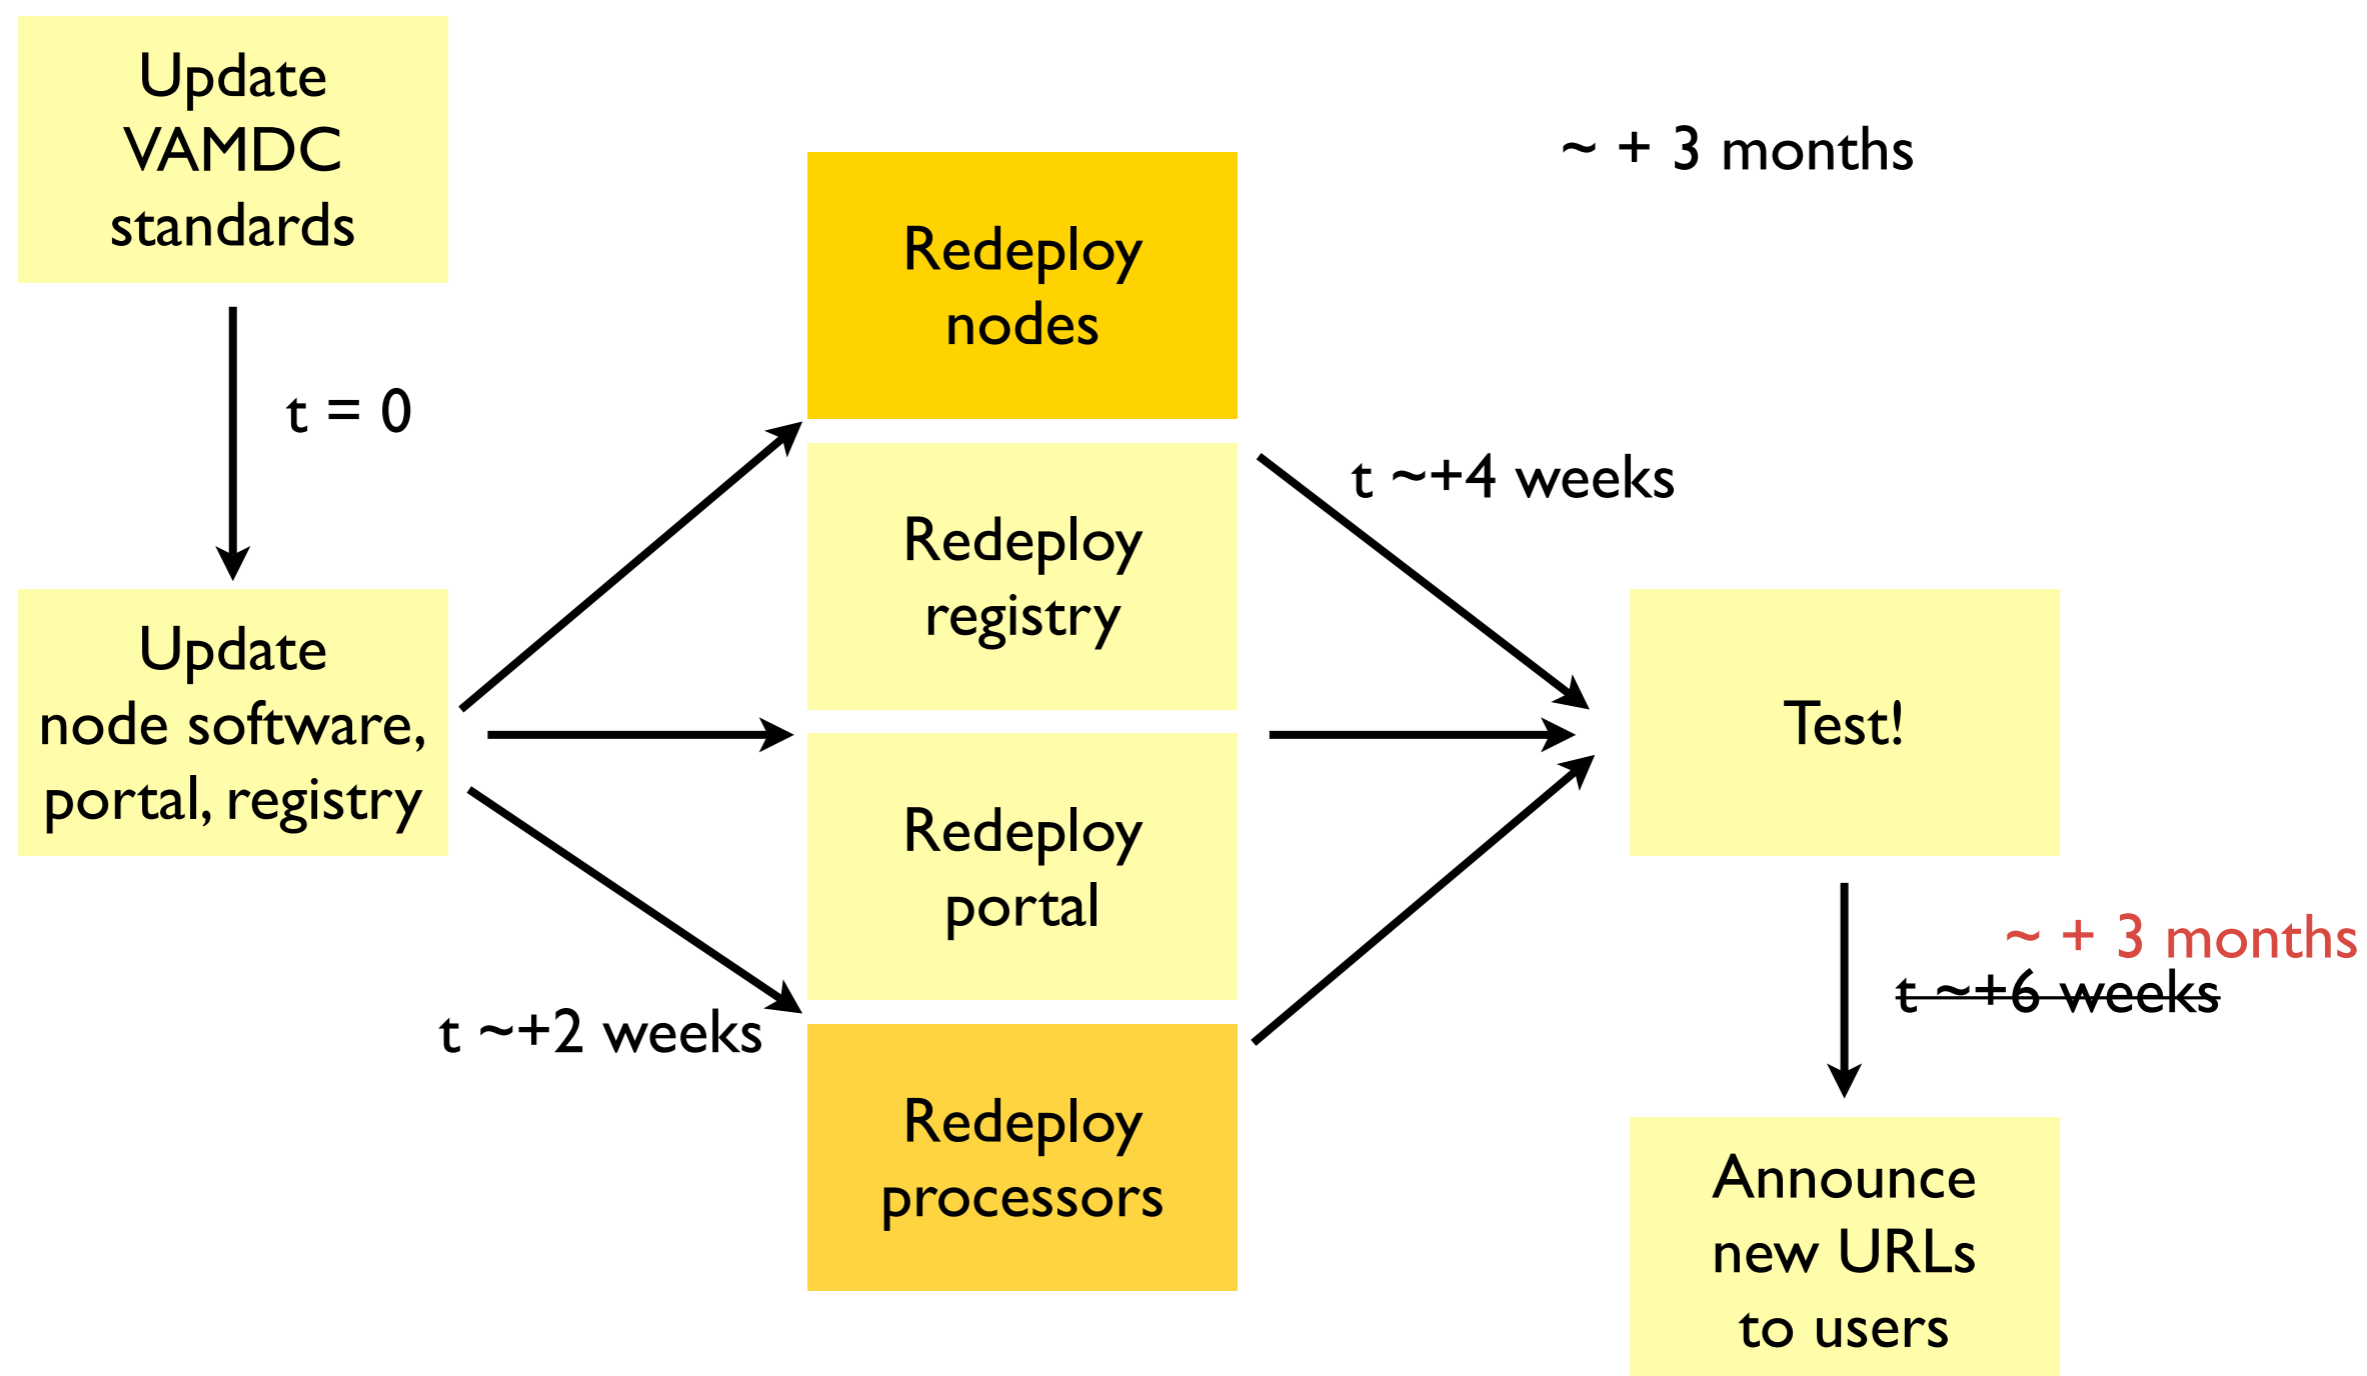 Update
VAMDC
standards
t = 0
Update
node software,
portal, registry
t ~+2 weeks
Redeploy
nodes
Redeploy
registry
Redeploy
portal
Redeploy
processors
~ + 3 months
t ~+4 weeks
Test!
~ + 3 months
t ~+6 weeks
Announce
new URLs
to users